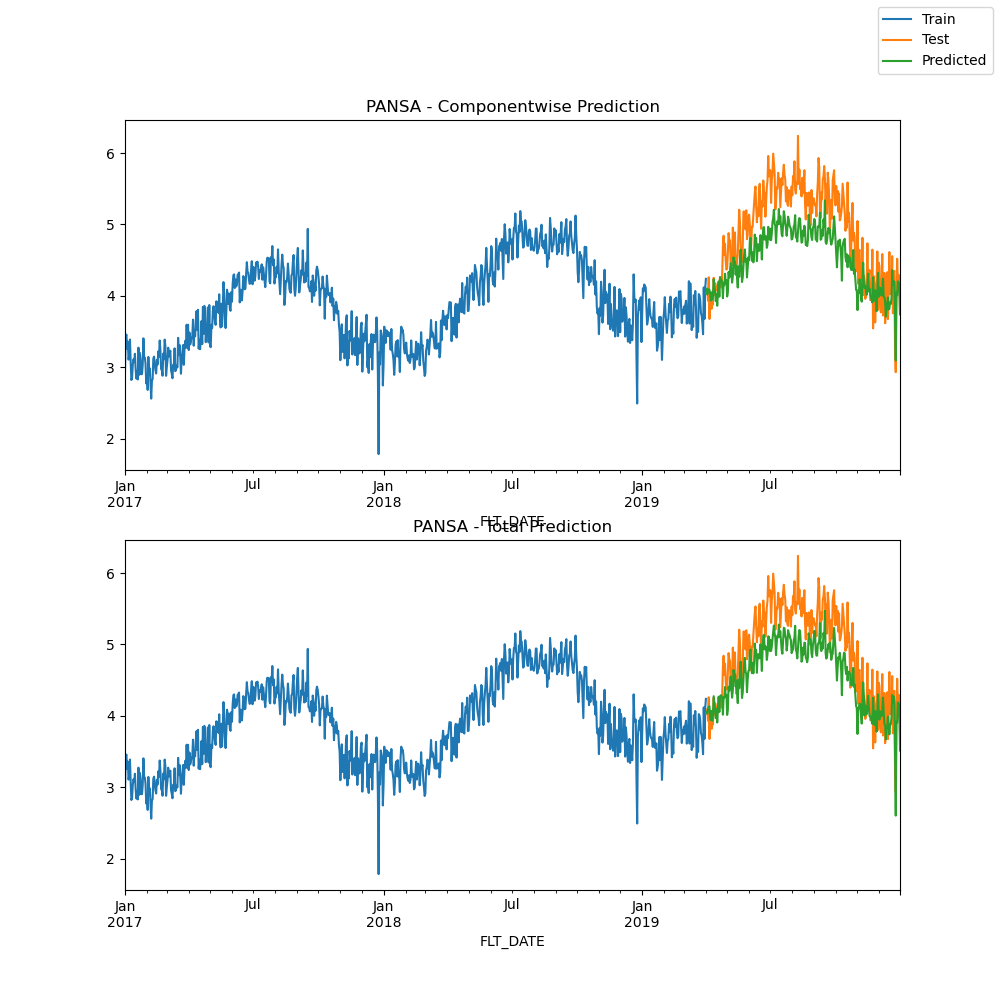 Train
Test
Predicted
PANSA - Componentwise Prediction
6
5
4
3
2
Jan Jul Jan Jul Jan Jul
2017 2018 2019
FLT_DATE
PANSA - Total Prediction
6
5
4
3
2
Jan Jul Jan Jul Jan Jul
2017 2018 2019
FLT_DATE